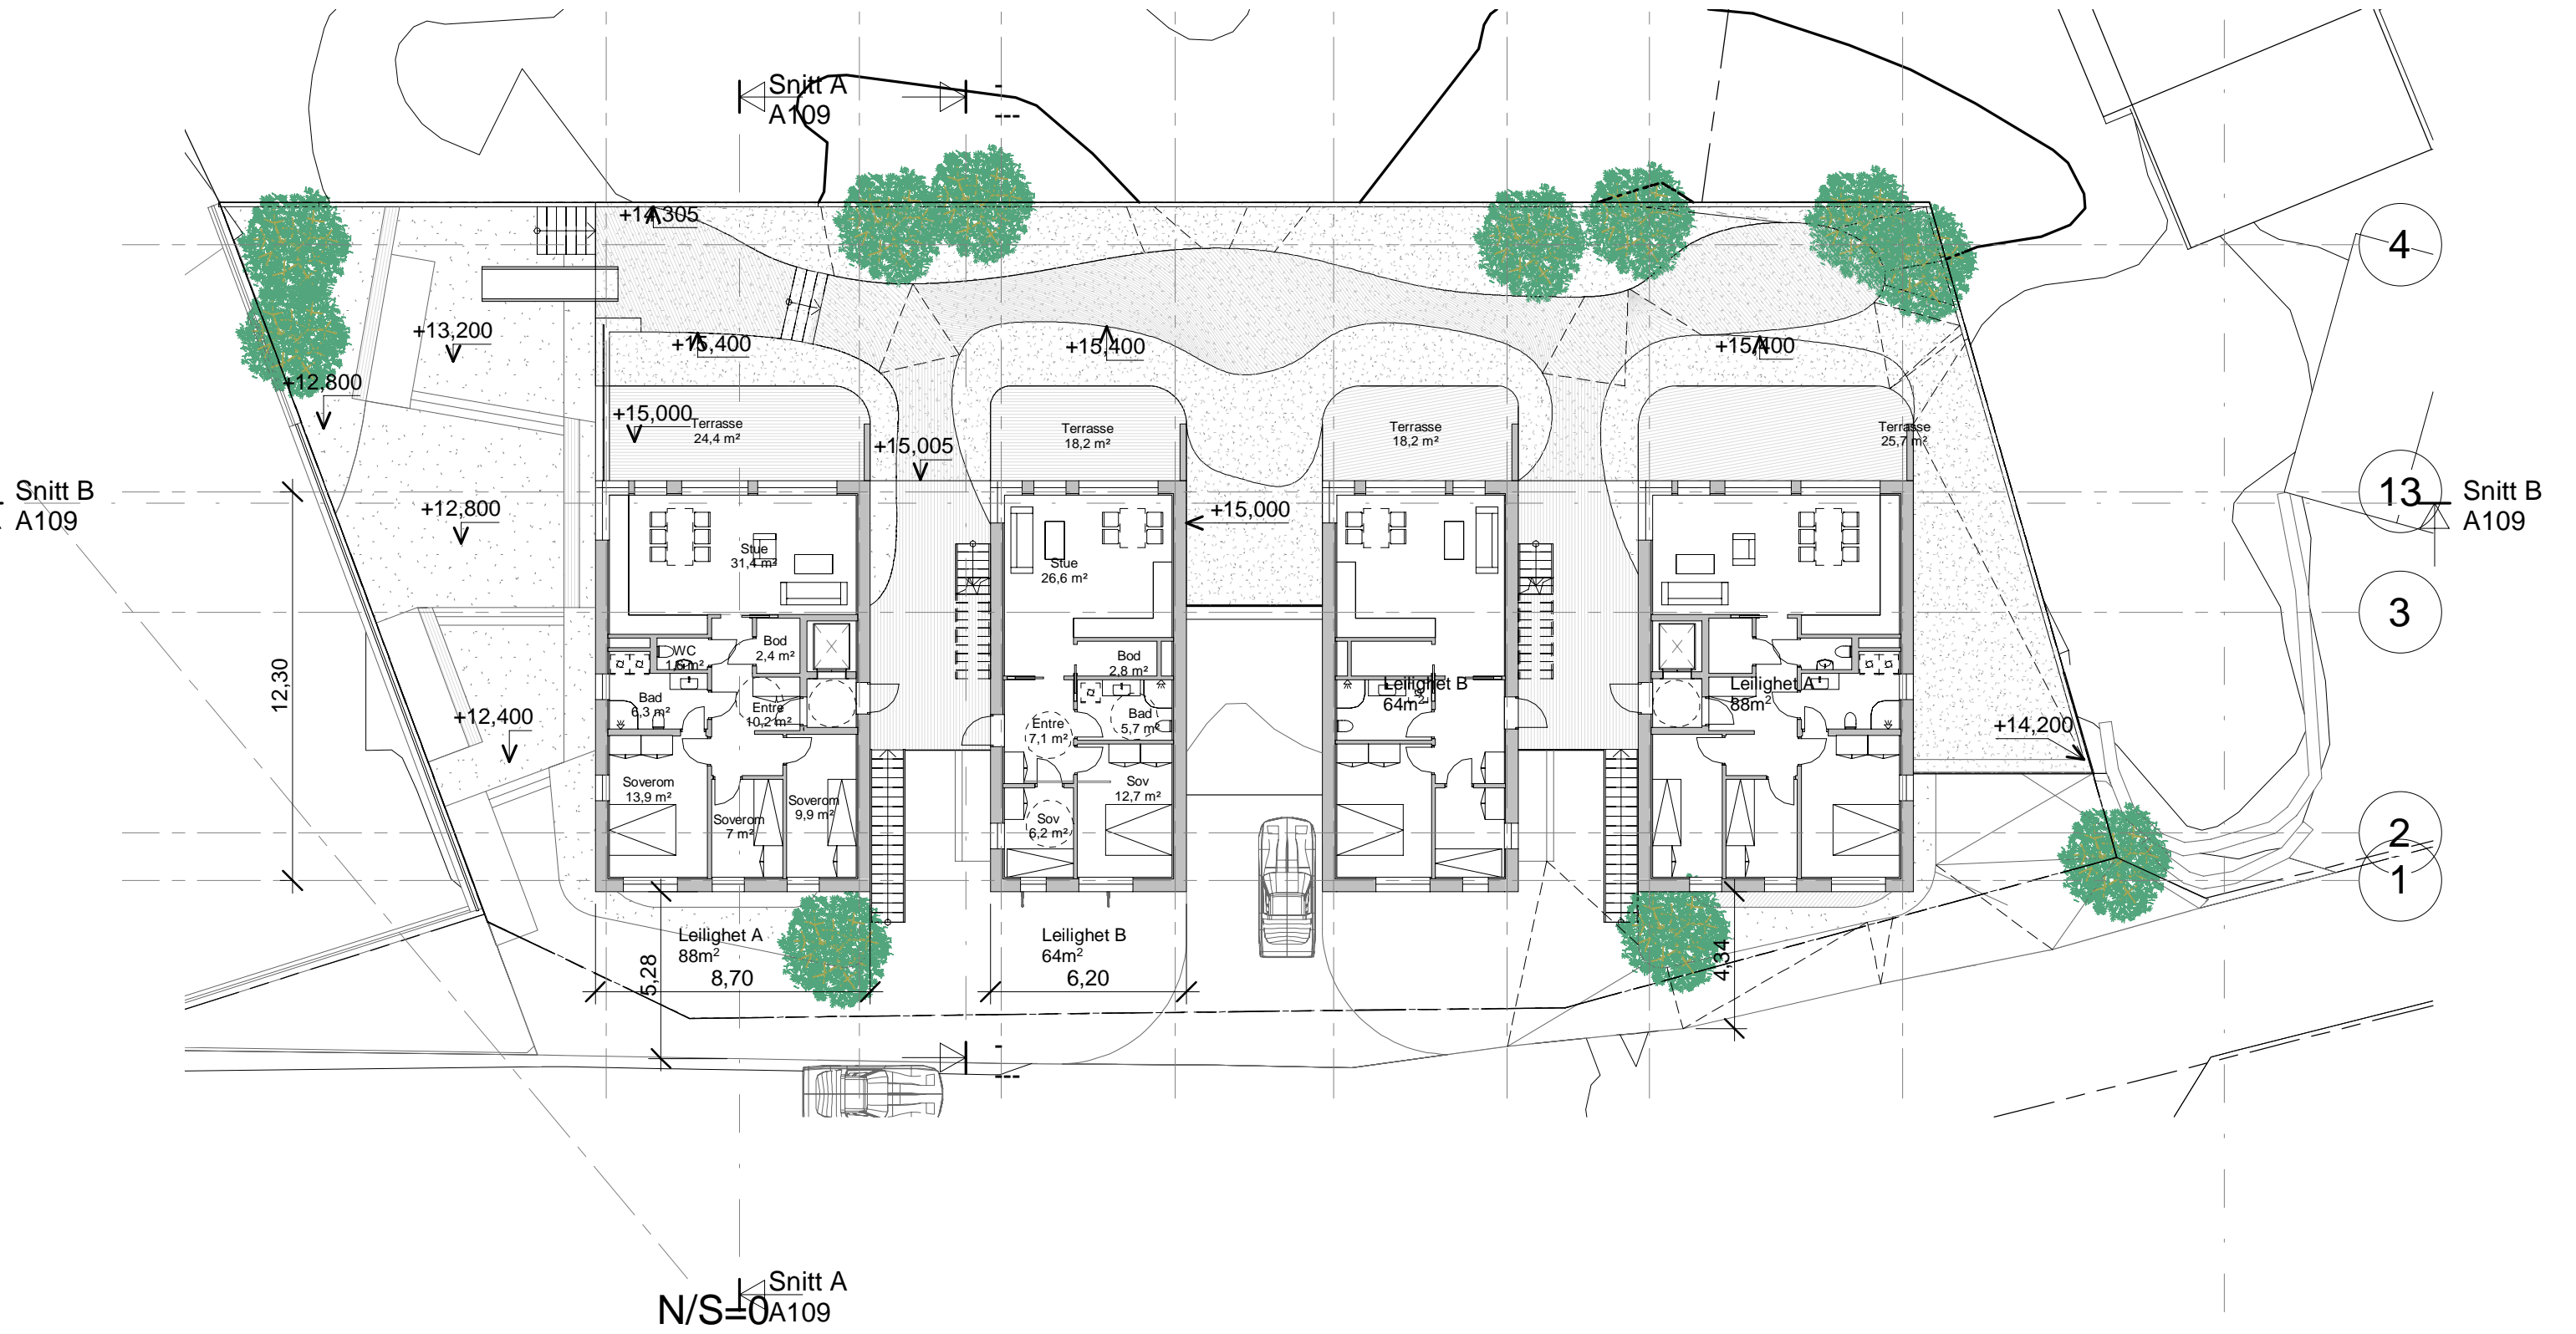 Snitt A
A109
-
---
+14,305
4
+13,200
+15,400
+15,400
+15,400
+12,800
+15,000
Terrasse
24,4 m²
+15,005
Terrasse
18,2 m²
Terrasse
18,2 m²
Terrasse
25,7 m²
Snitt B
A109
13
Snitt B
A109
+12,800
+15,000
Stue
31,4 m²
Stue
26,6 m²
3
12,30
WC
Bod
2,4 m²
Bod
2,8 m²
Bad
6,3 m²
Entre
10,2 m²
Entre
7,1 m²
Bad
5,7 m²
Leilighet B
64m²
Leilighet A
88m²
+12,400
+14,200
Soverom
13,9 m²
Soverom
7 m²
Soverom
9,9 m²
Sov
12,7 m²
Sov
6,2 m²
2
1
Leilighet A
88m²
Leilighet B
64m²
5,28
8,70
6,20
4,34
-
---
Snitt A
A109
N/S=0